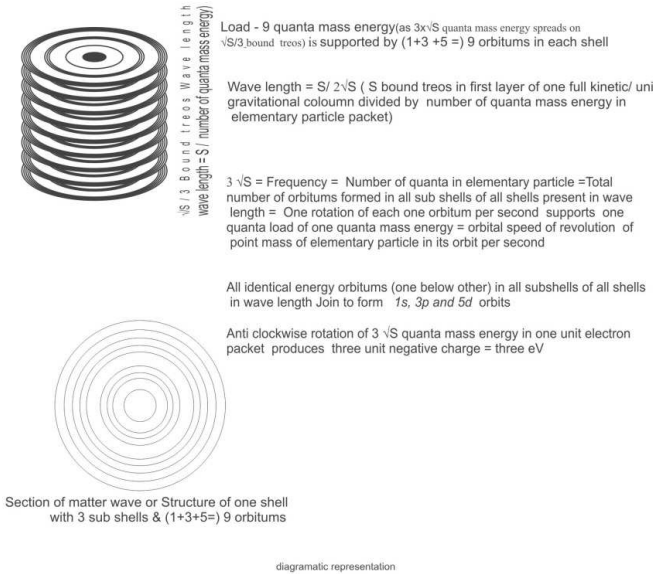 √S / 3 Bound treos Wave length
wave length = S / number of quanta mass energy)
Load - 9 quanta mass energy(as 3x√S quanta mass energy spreads on
√S/3 bound treos) is supported by (1+3 +5 =) 9 orbitums in each shell
Wave length = S/ 2√S ( S bound treos in first layer of one full kinetic/ uni
gravitational coloumn divided by number of quanta mass energy in
elementary particle packet)
3 √S = Frequency = Number of quanta in elementary particle =Total
number of orbitums formed in all sub shells of all shells present in wave
length = One rotation of each one orbitum per second supports one
quanta load of one quanta mass energy = orbital speed of revolution of
point mass of elementary particle in its orbit per second
All identical energy orbitums (one below other) in all subshells of all shells
in wave length Join to form 1s, 3p and 5d orbits
Anti clockwise rotation of 3 √S quanta mass energy in one unit electron
packet produces three unit negative charge = three eV
Section of matter wave or Structure of one shell
with 3 sub shells & (1+3+5=) 9 orbitums
diagramatic representation